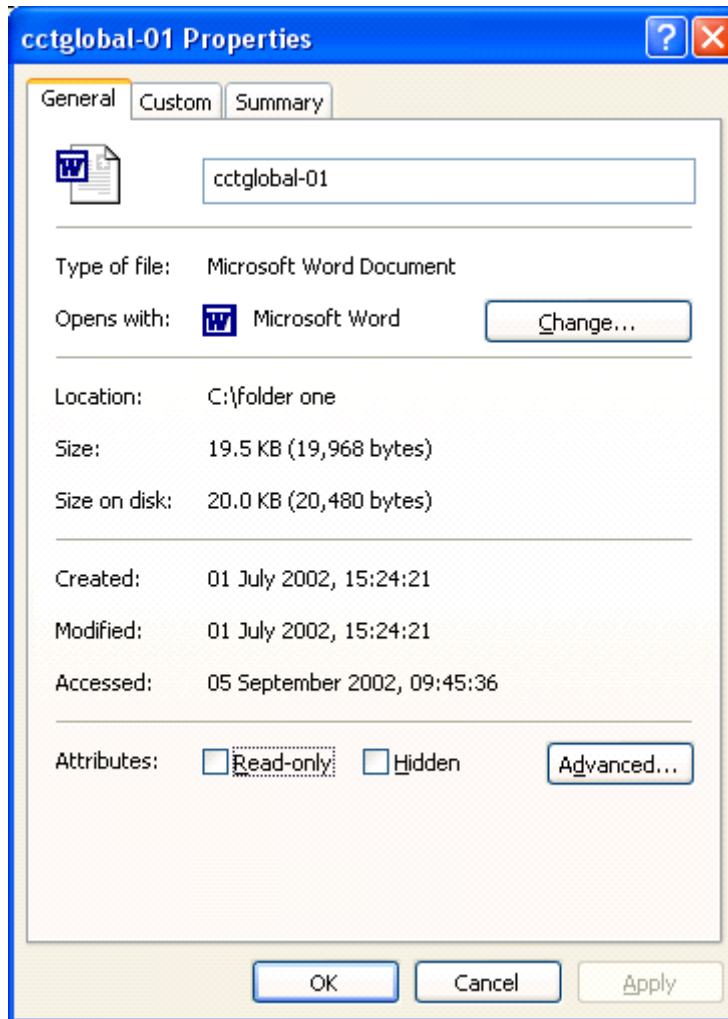 cctglobal-01 Properties
General Custom Summary
cctglobal-01
Type of file: Microsoft Word Document
Opens with: Microsoft Word Change...
Location: C:\folder one
Size: 19.5 KB (19,968 bytes)
Size on disk: 20.0 KB (20,480 bytes)
Created: 01 July 2002, 15:24:21
Modified: 01 July 2002, 15:24:21
Accessed: 05 September 2002, 09:45:36
Attributes: Read-only Hidden Advanced...
OK Cancel Apply